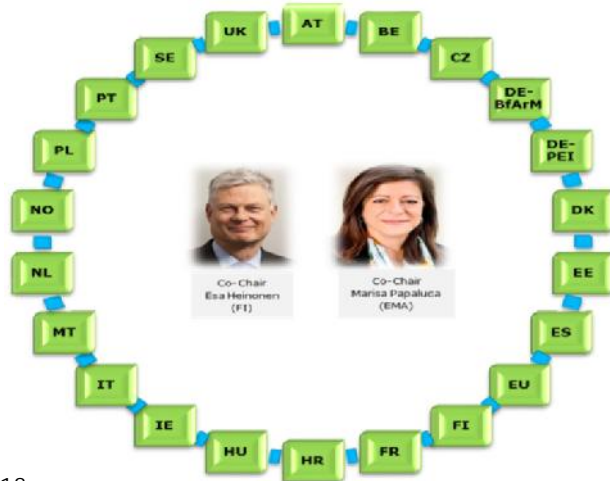 AT
BE
CZ
DE-
BfArM
DE-
PEI
DK
EE
ES
EU
FI
FR
HR
HU
IE
IT
MT
NL
NO
PL
PT
SE
UK
Co-Chair
Esa Heinonen
(FI)
Co-Chair
Marisa Papaluca
(EMA)